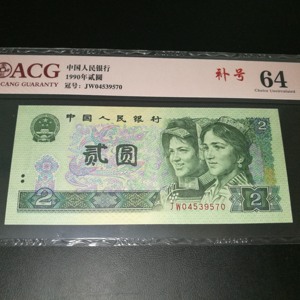 ACG
CANG GUARANTY
中国人民银行
1990年贰圆
冠号: JW04539570
补号
64
Choice Uncirculated
中国人民银行
贰圆
2
2
JW04539570